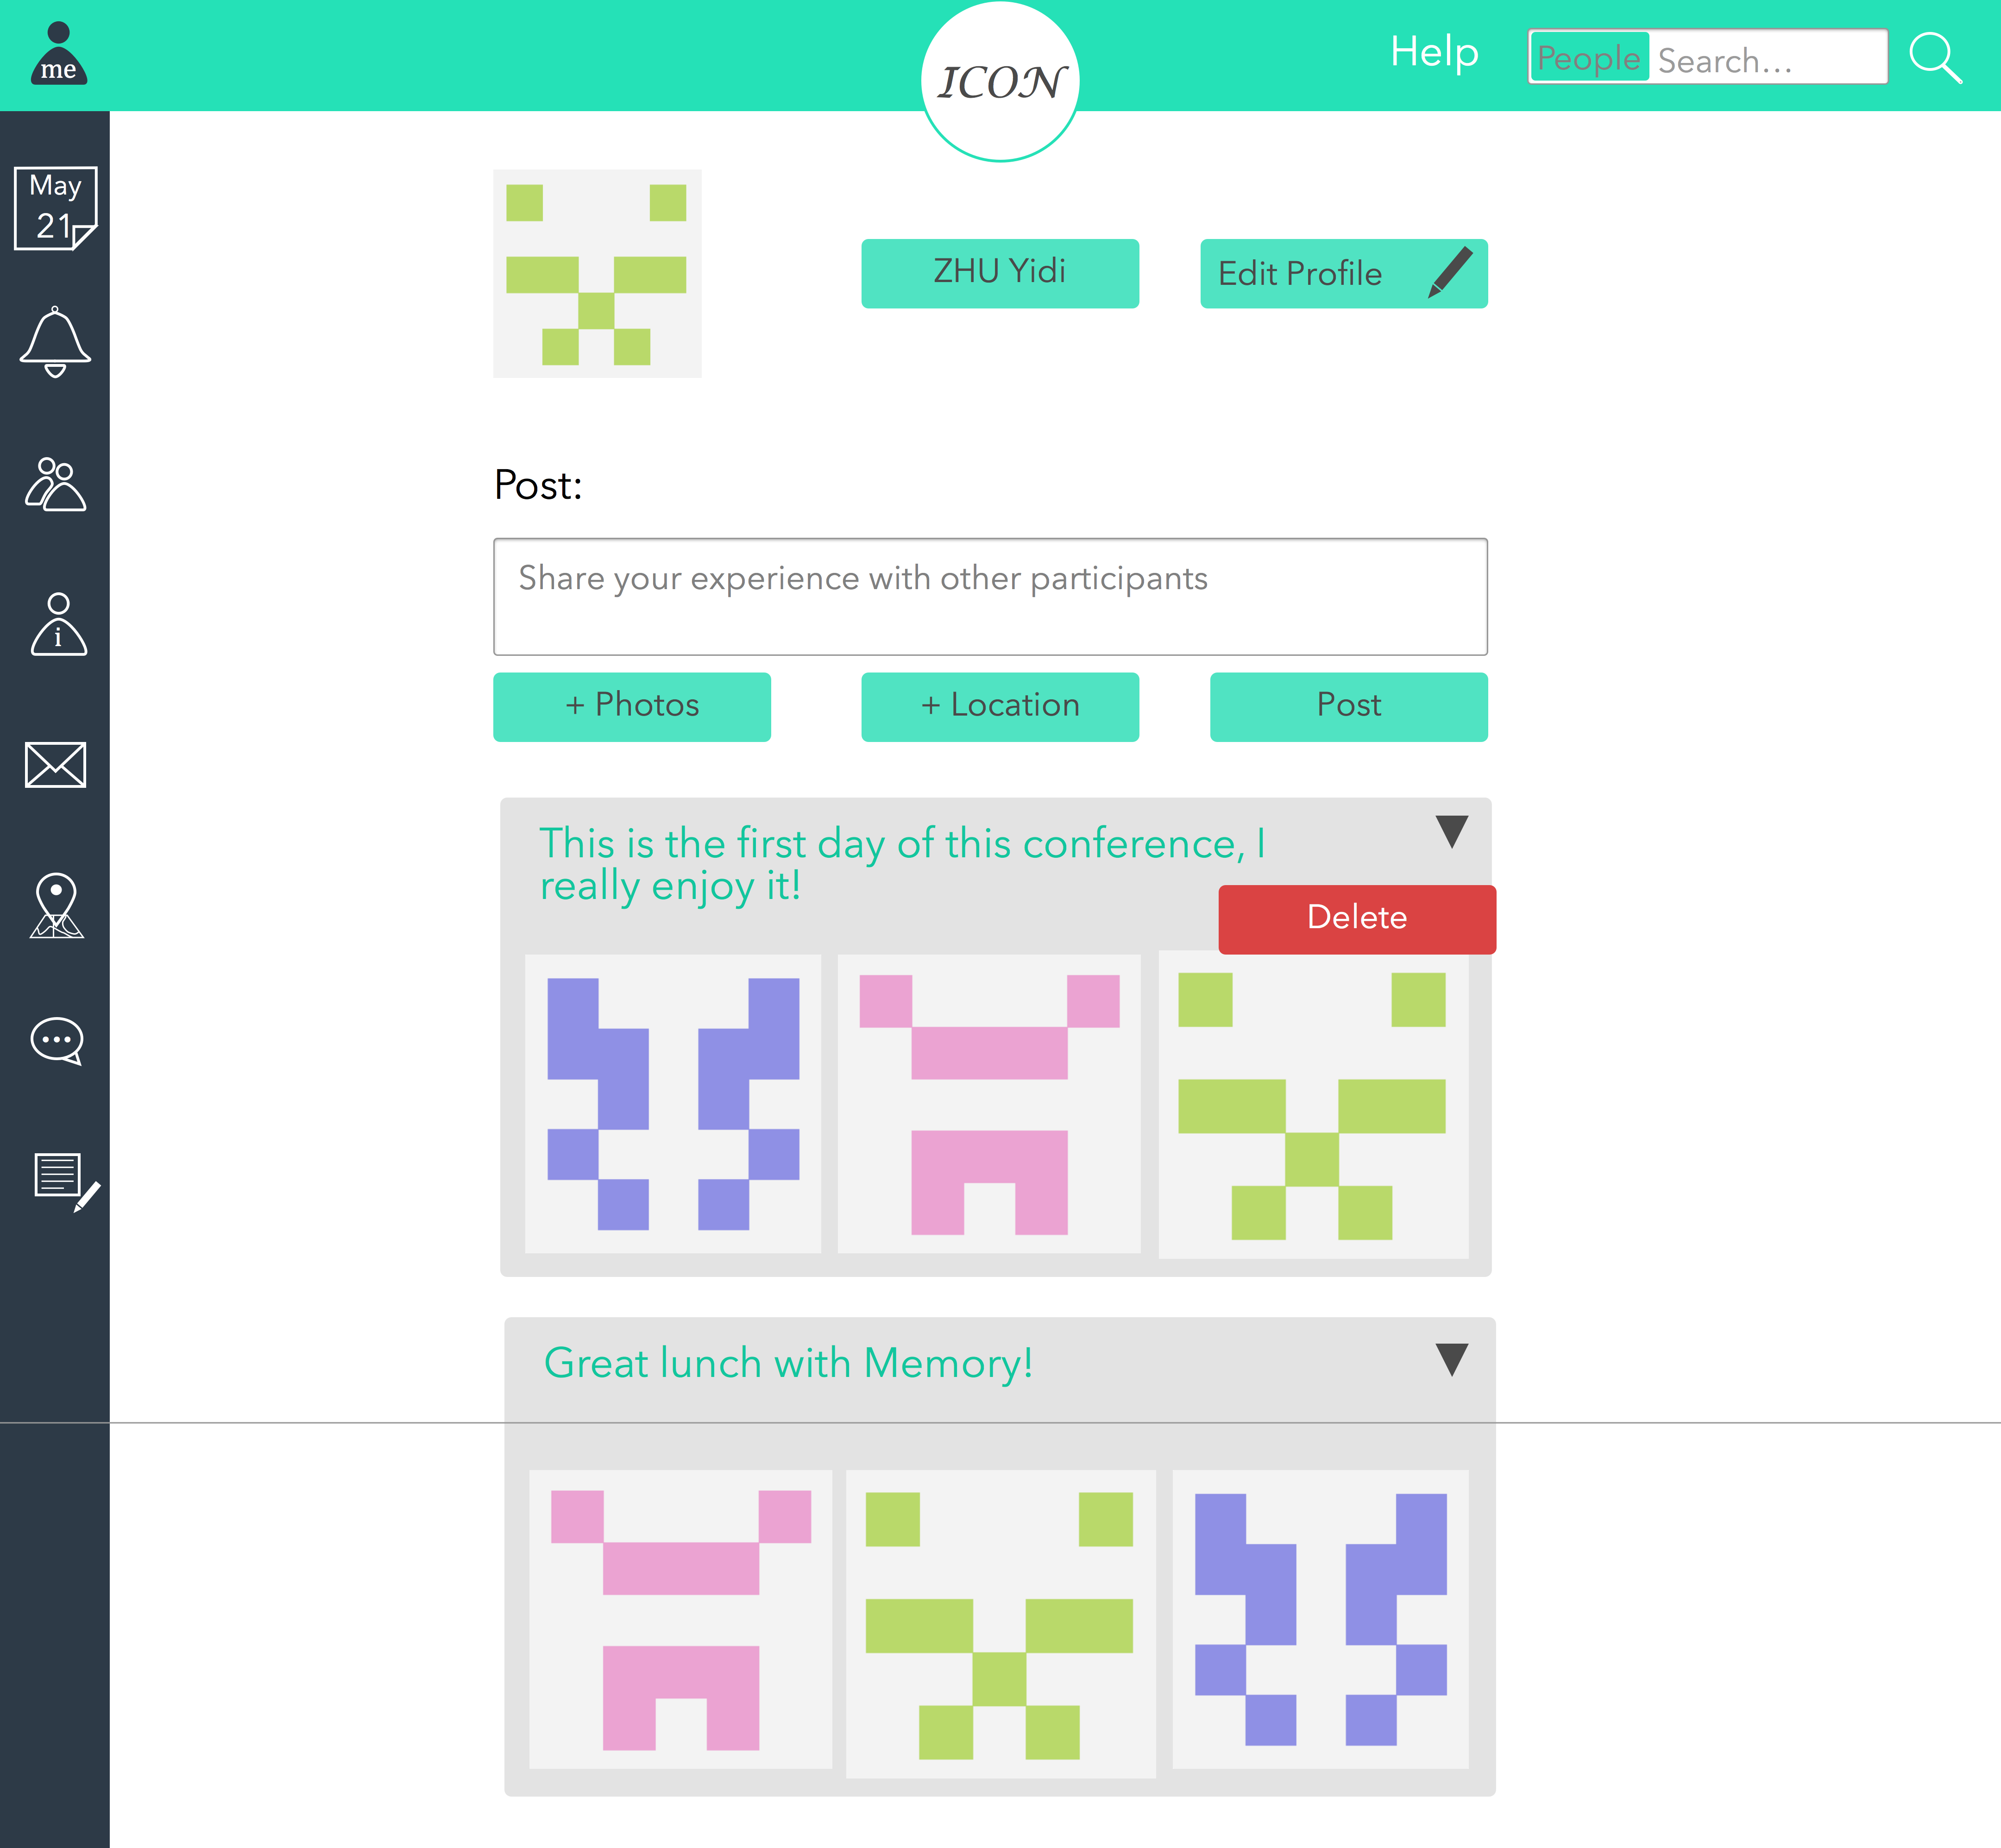 me
ICON
Help
People Search...
May
21
ZHU Yidi
Edit Profile
Post:
i
Share your experience with other participants
+ Photos
+ Location
Post
This is the first day of this conference, I
really enjoy it!
Delete
Great lunch with Memory!